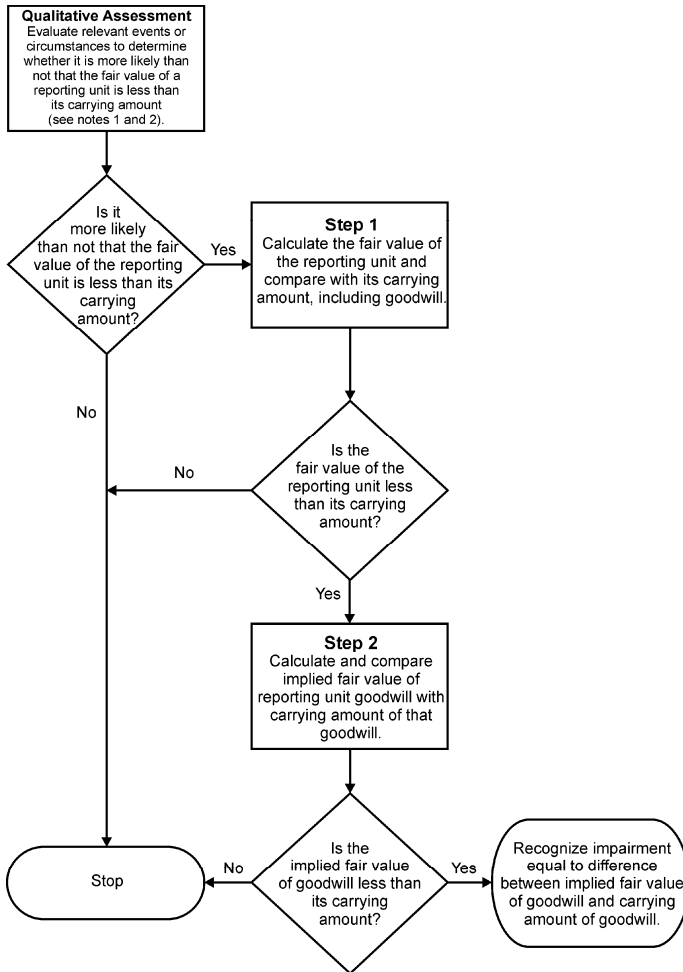 Qualitative Assessment
Evaluate relevant events or
circumstances to determine
whether it is more likely than
not that the fair value of a
reporting unit is less than
its carrying amount
(see notes 1 and 2).
Is it
more likely
than not that the fair
value of the reporting
unit is less than its
carrying
amount?
Yes
Step 1
Calculate the fair value of
the reporting unit and
compare with its carrying
amount, including goodwill.
No
No
Is the
fair value of the
reporting unit less
than its carrying
amount?
Yes
Step 2
Calculate and compare
implied fair value of
reporting unit goodwill with
carrying amount of that
goodwill.
Stop
No
Is the
implied fair value
of goodwill less than
its carrying
amount?
Yes
Recognize impairment
equal to difference
between implied fair value
of goodwill and carrying
amount of goodwill.